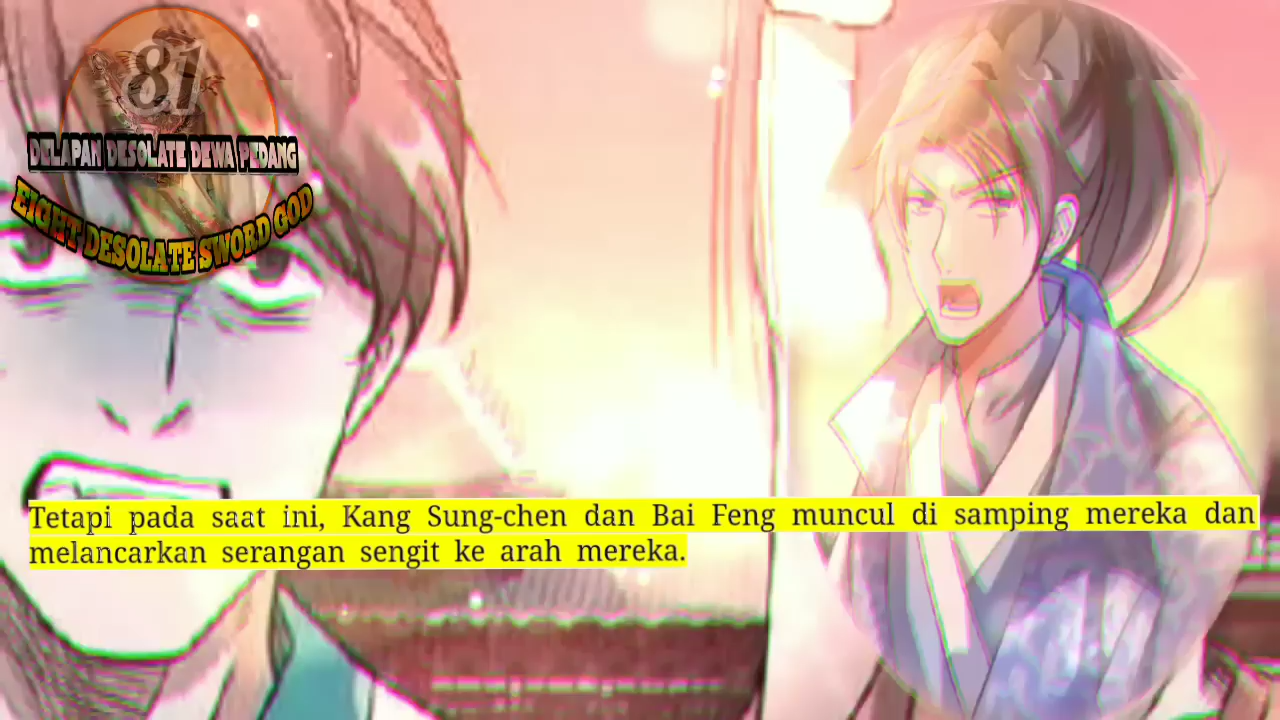 81
DELAPAN DESOLATE DEWA PEDANG
EIGHT DESOLATE SWORD GOD
Tetapi pada saat ini, Kang Sung-chen dan Bai Feng muncul di samping mereka dan
melancarkan serangan sengit ke arah mereka.